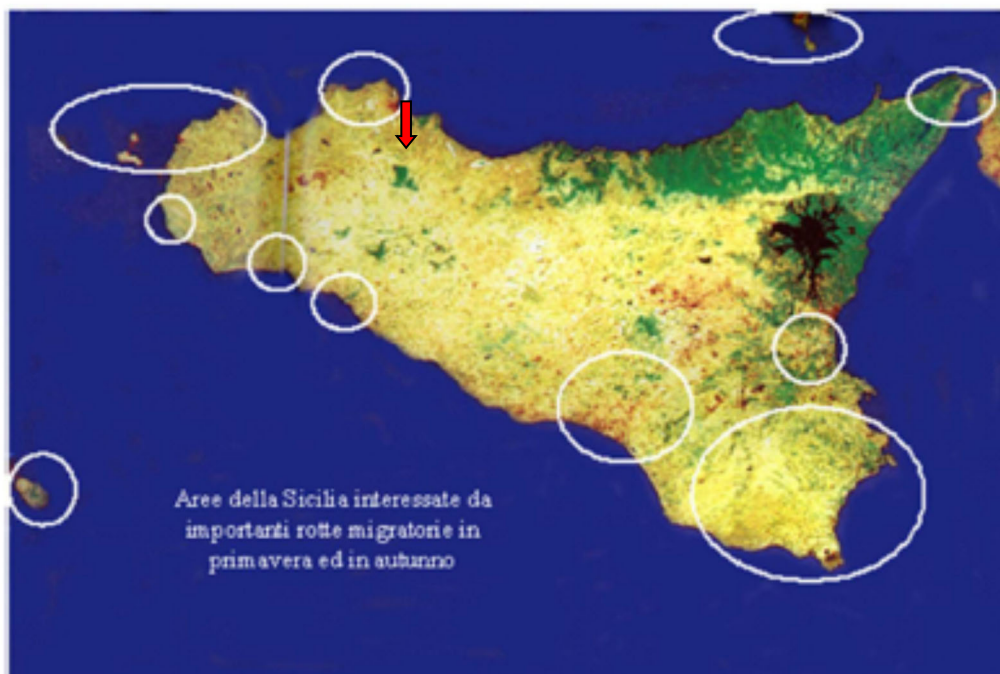 Aree della Sicilia interessate da
importanti rotte migratorie in
primavera ed in autunno